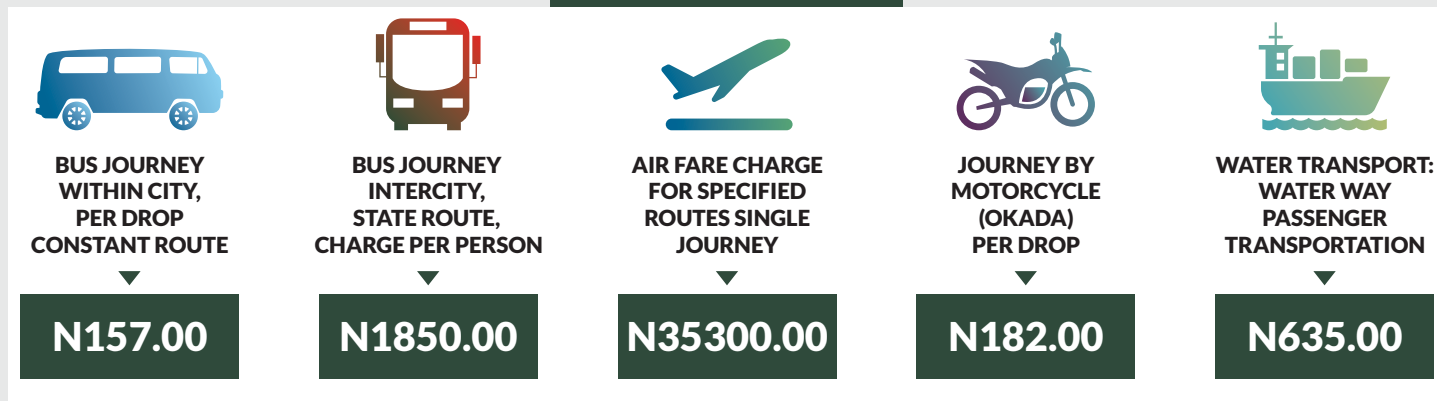 BUS JOURNEY
WITHIN CITY,
PER DROP
CONSTANT ROUTE
N157.00
BUS JOURNEY
INTERCITY,
STATE ROUTE,
CHARGE PER PERSON
N1850.00
AIR FARE CHARGE
FOR SPECIFIED
ROUTES SINGLE
JOURNEY
N35300.00
JOURNEY BY
MOTORCYCLE
(OKADA)
PER DROP
N182.00
WATER TRANSPORT:
WATER WAY
PASSENGER
TRANSPORTATION
N635.00